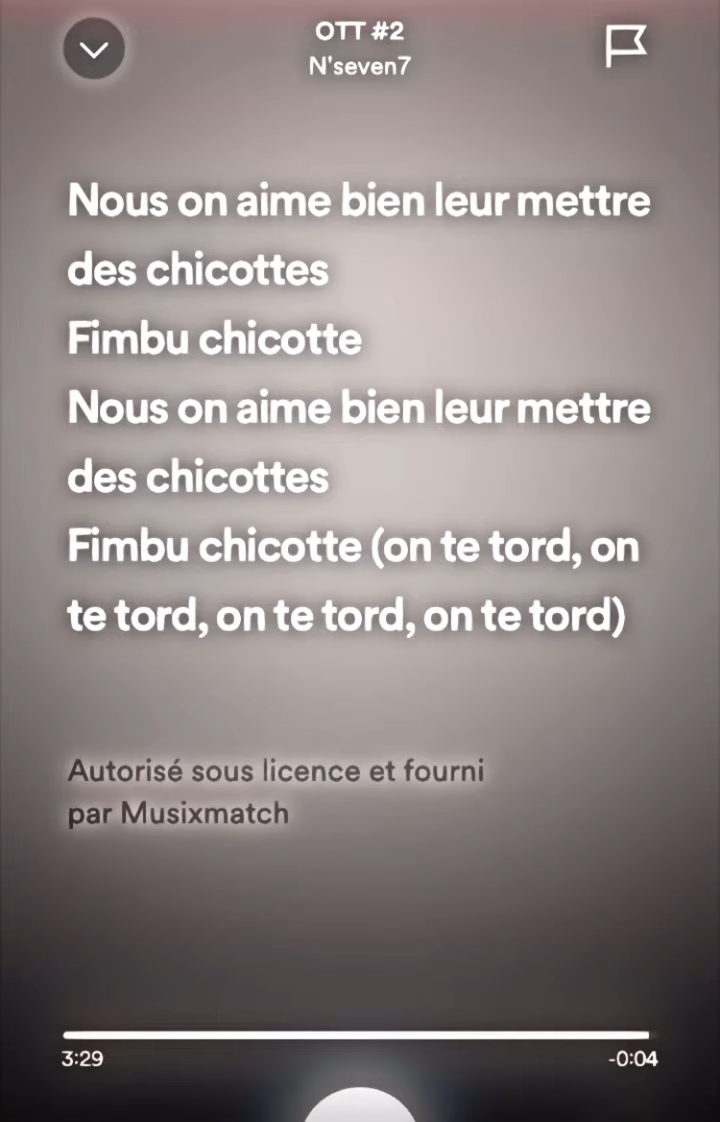 OTT #2
N'seven7
Nous on aime bien leur mettre
des chicottes
Fimbu chicotte
Nous on aime bien leur mettre
des chicottes
Fimbu chicotte (on te tord, on
te tord, on te tord, on te tord)
Autorisé sous licence et fourni
par Musixmatch
3:29
-0:04